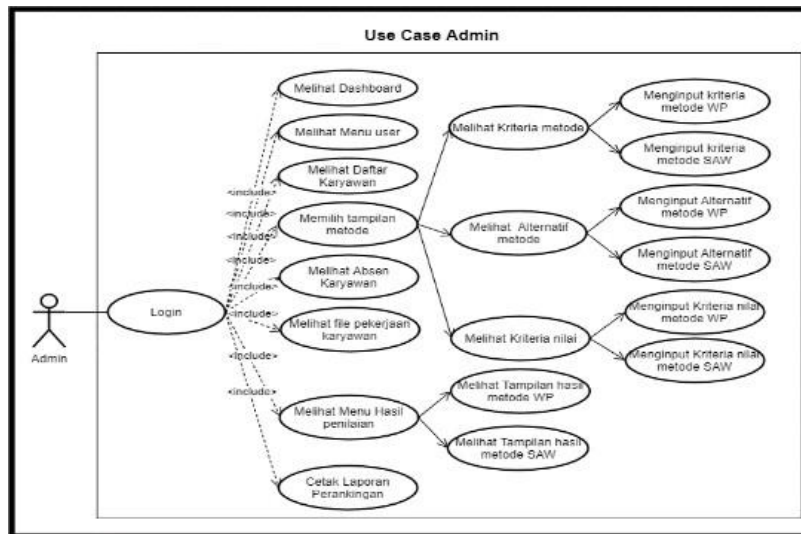 Use Case Admin
Melihat Dashboard
Melihat Menu user
Melihat Daftar
Karyawan
Memilih tampilan
metode
Melihat Absen
Karyawan
Melihat file pekerjaan
karyawan
Melihat Menu Hasil
penilaian
Cetak Laporan
Perankingan
<include>
<include>
<include>
<include>
<include>
<include>
<include>
<include>
Login
Admin
Melihat Kriteria metode
Melihat Alternatif
metode
Melihat Kriteria nilai
Melihat Tampilan hasil
metode WP
Melihat Tampilan hasil
metode SAW
Menginput kriteria
metode WP
Menginput kriteria
metode SAW
Menginput Alternatif
metode WP
Menginput Alternatif
metode SAW
Menginput Kriteria nilai
metode WP
Menginput Kriteria nilai
metode SAW